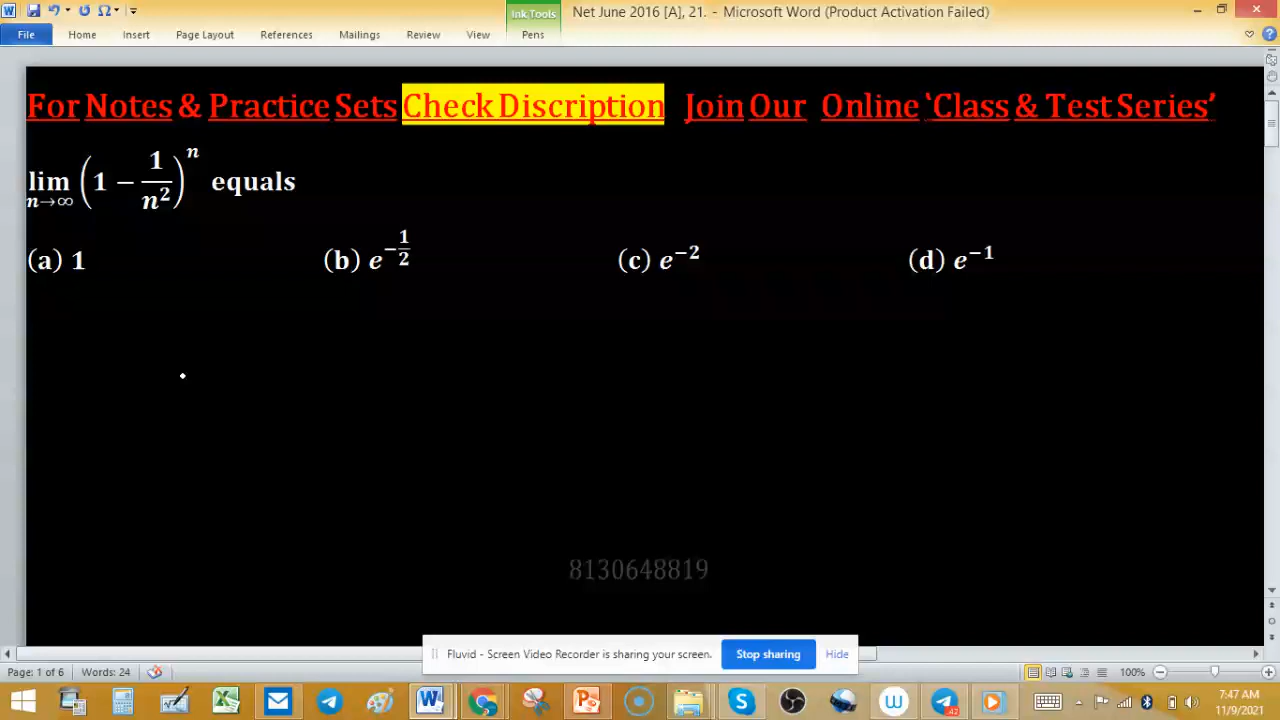 Ink Tools
Net June 2016 [A], 21. - Microsoft Word (Product Activation Failed)
File Home Insert Page Layout References Mailings Review View Pens
For Notes & Practice Sets Check Discription Join Our Online ‘Class & Test Series’
lim n→∞ (1 − 1/n²)ⁿ equals
(a) 1 (b) e^(−1/2) (c) e⁻² (d) e⁻¹
8130648819
Fluvid - Screen Video Recorder is sharing your screen. Stop sharing Hide
Page: 1 of 6 Words: 24 100%
7:47 AM
11/9/2021